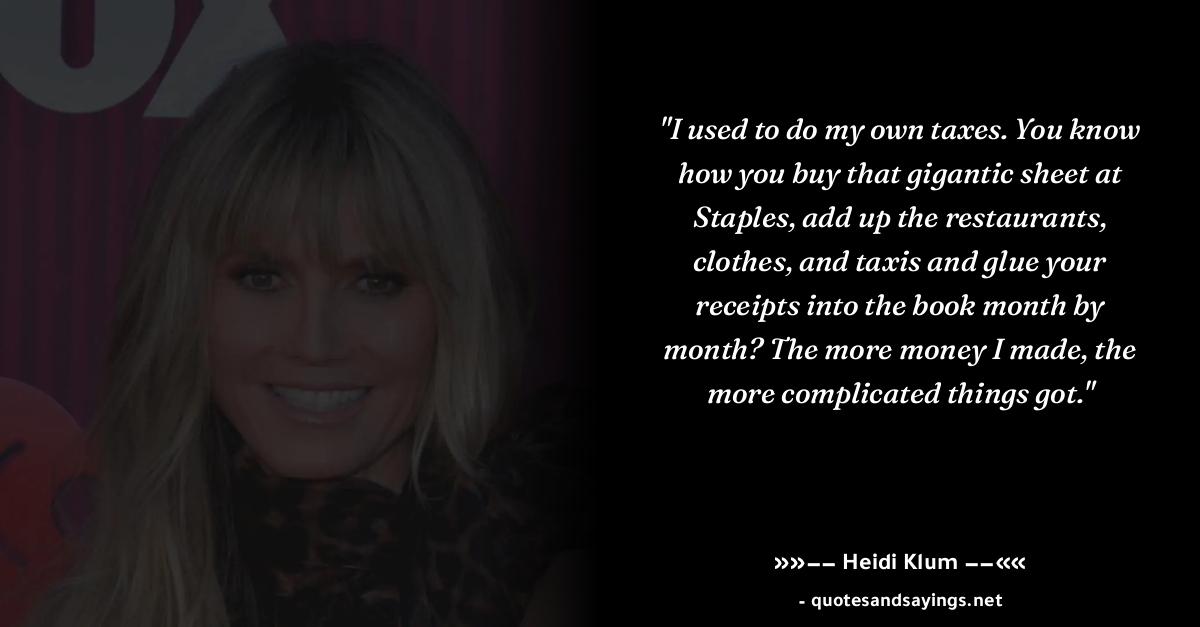 "I used to do my own taxes. You know
how you buy that gigantic sheet at
Staples, add up the restaurants,
clothes, and taxis and glue your
receipts into the book month by
month? The more money I made, the
more complicated things got."
»»–– Heidi Klum ––««
- quotesandsayings.net